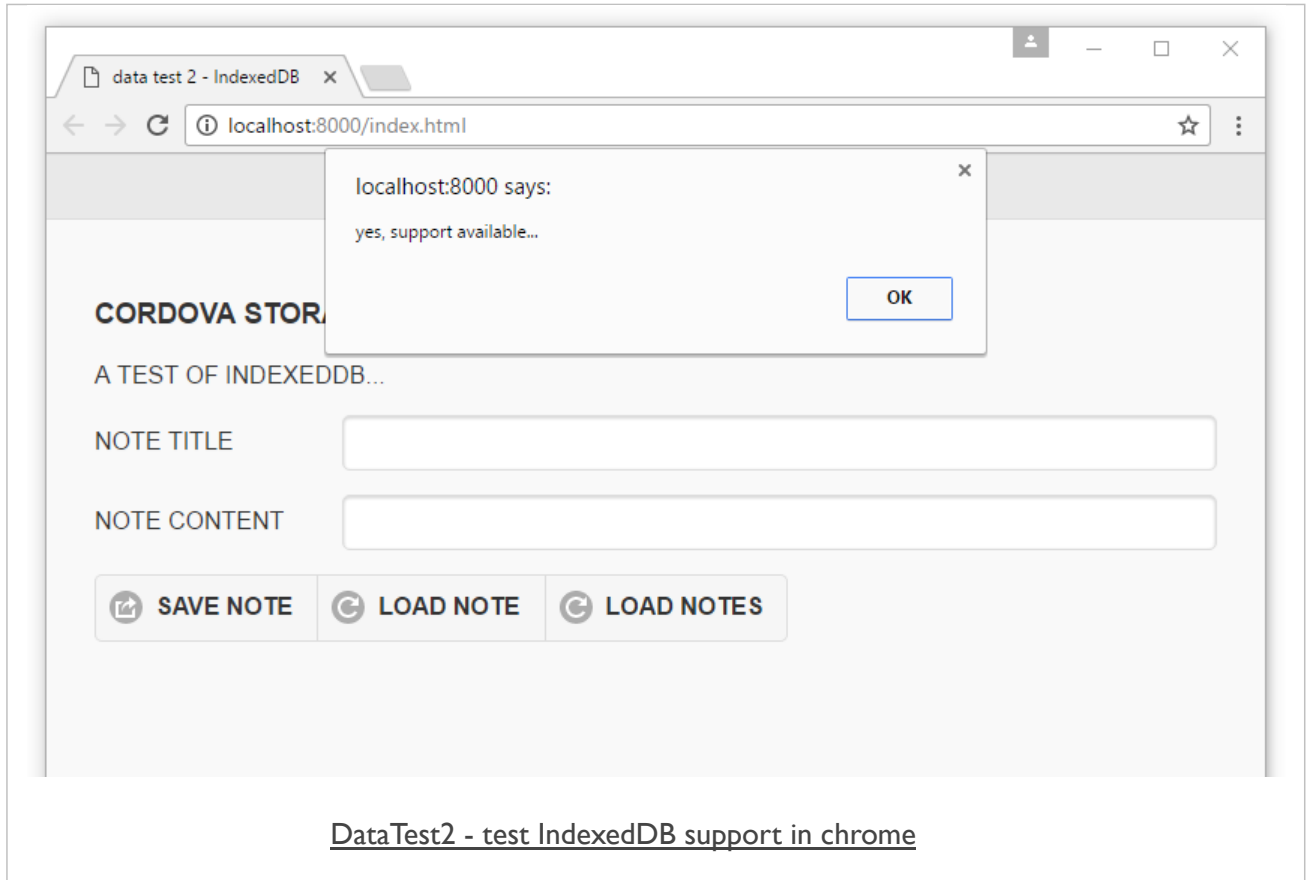 data test 2 - IndexedDB
localhost:8000/index.html
localhost:8000 says:
yes, support available...
OK
CORDOVA STOR
A TEST OF INDEXEDDB...
NOTE TITLE
NOTE CONTENT
SAVE NOTE LOAD NOTE LOAD NOTES
DataTest2 - test IndexedDB support in chrome